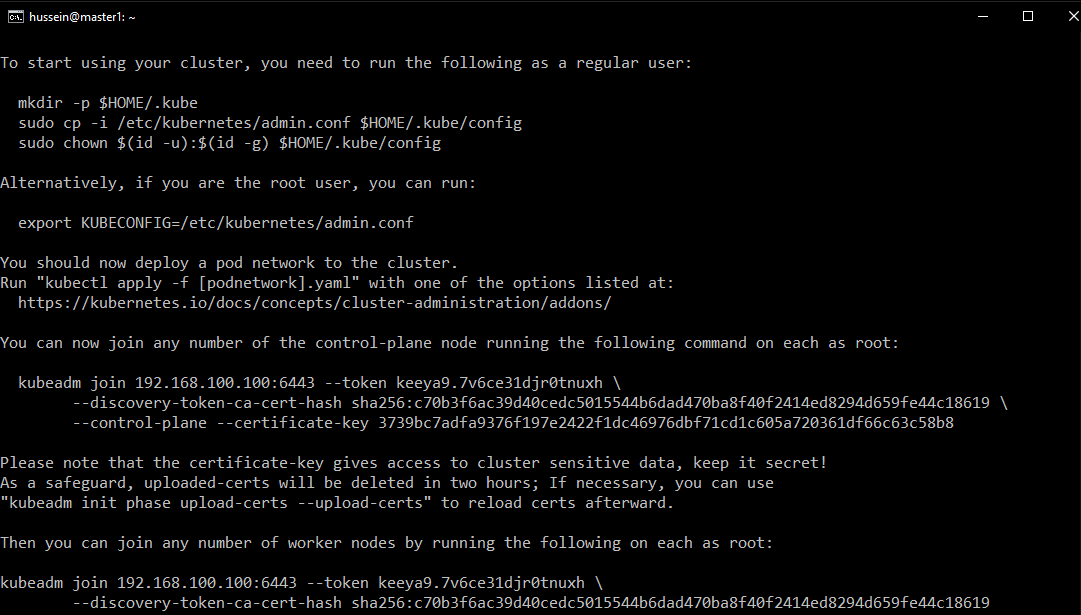 hussein@master1: ~
To start using your cluster, you need to run the following as a regular user:
mkdir -p $HOME/.kube
sudo cp -i /etc/kubernetes/admin.conf $HOME/.kube/config
sudo chown $(id -u):$(id -g) $HOME/.kube/config
Alternatively, if you are the root user, you can run:
export KUBECONFIG=/etc/kubernetes/admin.conf
You should now deploy a pod network to the cluster.
Run "kubectl apply -f [podnetwork].yaml" with one of the options listed at:
https://kubernetes.io/docs/concepts/cluster-administration/addons/
You can now join any number of the control-plane node running the following command on each as root:
kubeadm join 192.168.100.100:6443 --token keeya9.7v6ce31djr0tnuxh \
--discovery-token-ca-cert-hash sha256:c70b3f6ac39d40cedc5015544b6dad470ba8f40f2414ed8294d659fe44c18619 \
--control-plane --certificate-key 3739bc7adfa9376f197e2422f1dc46976dbf71cd1c605a720361df66c63c58b8
Please note that the certificate-key gives access to cluster sensitive data, keep it secret!
As a safeguard, uploaded-certs will be deleted in two hours; If necessary, you can use
"kubeadm init phase upload-certs --upload-certs" to reload certs afterward.
Then you can join any number of worker nodes by running the following on each as root:
kubeadm join 192.168.100.100:6443 --token keeya9.7v6ce31djr0tnuxh \
--discovery-token-ca-cert-hash sha256:c70b3f6ac39d40cedc5015544b6dad470ba8f40f2414ed8294d659fe44c18619